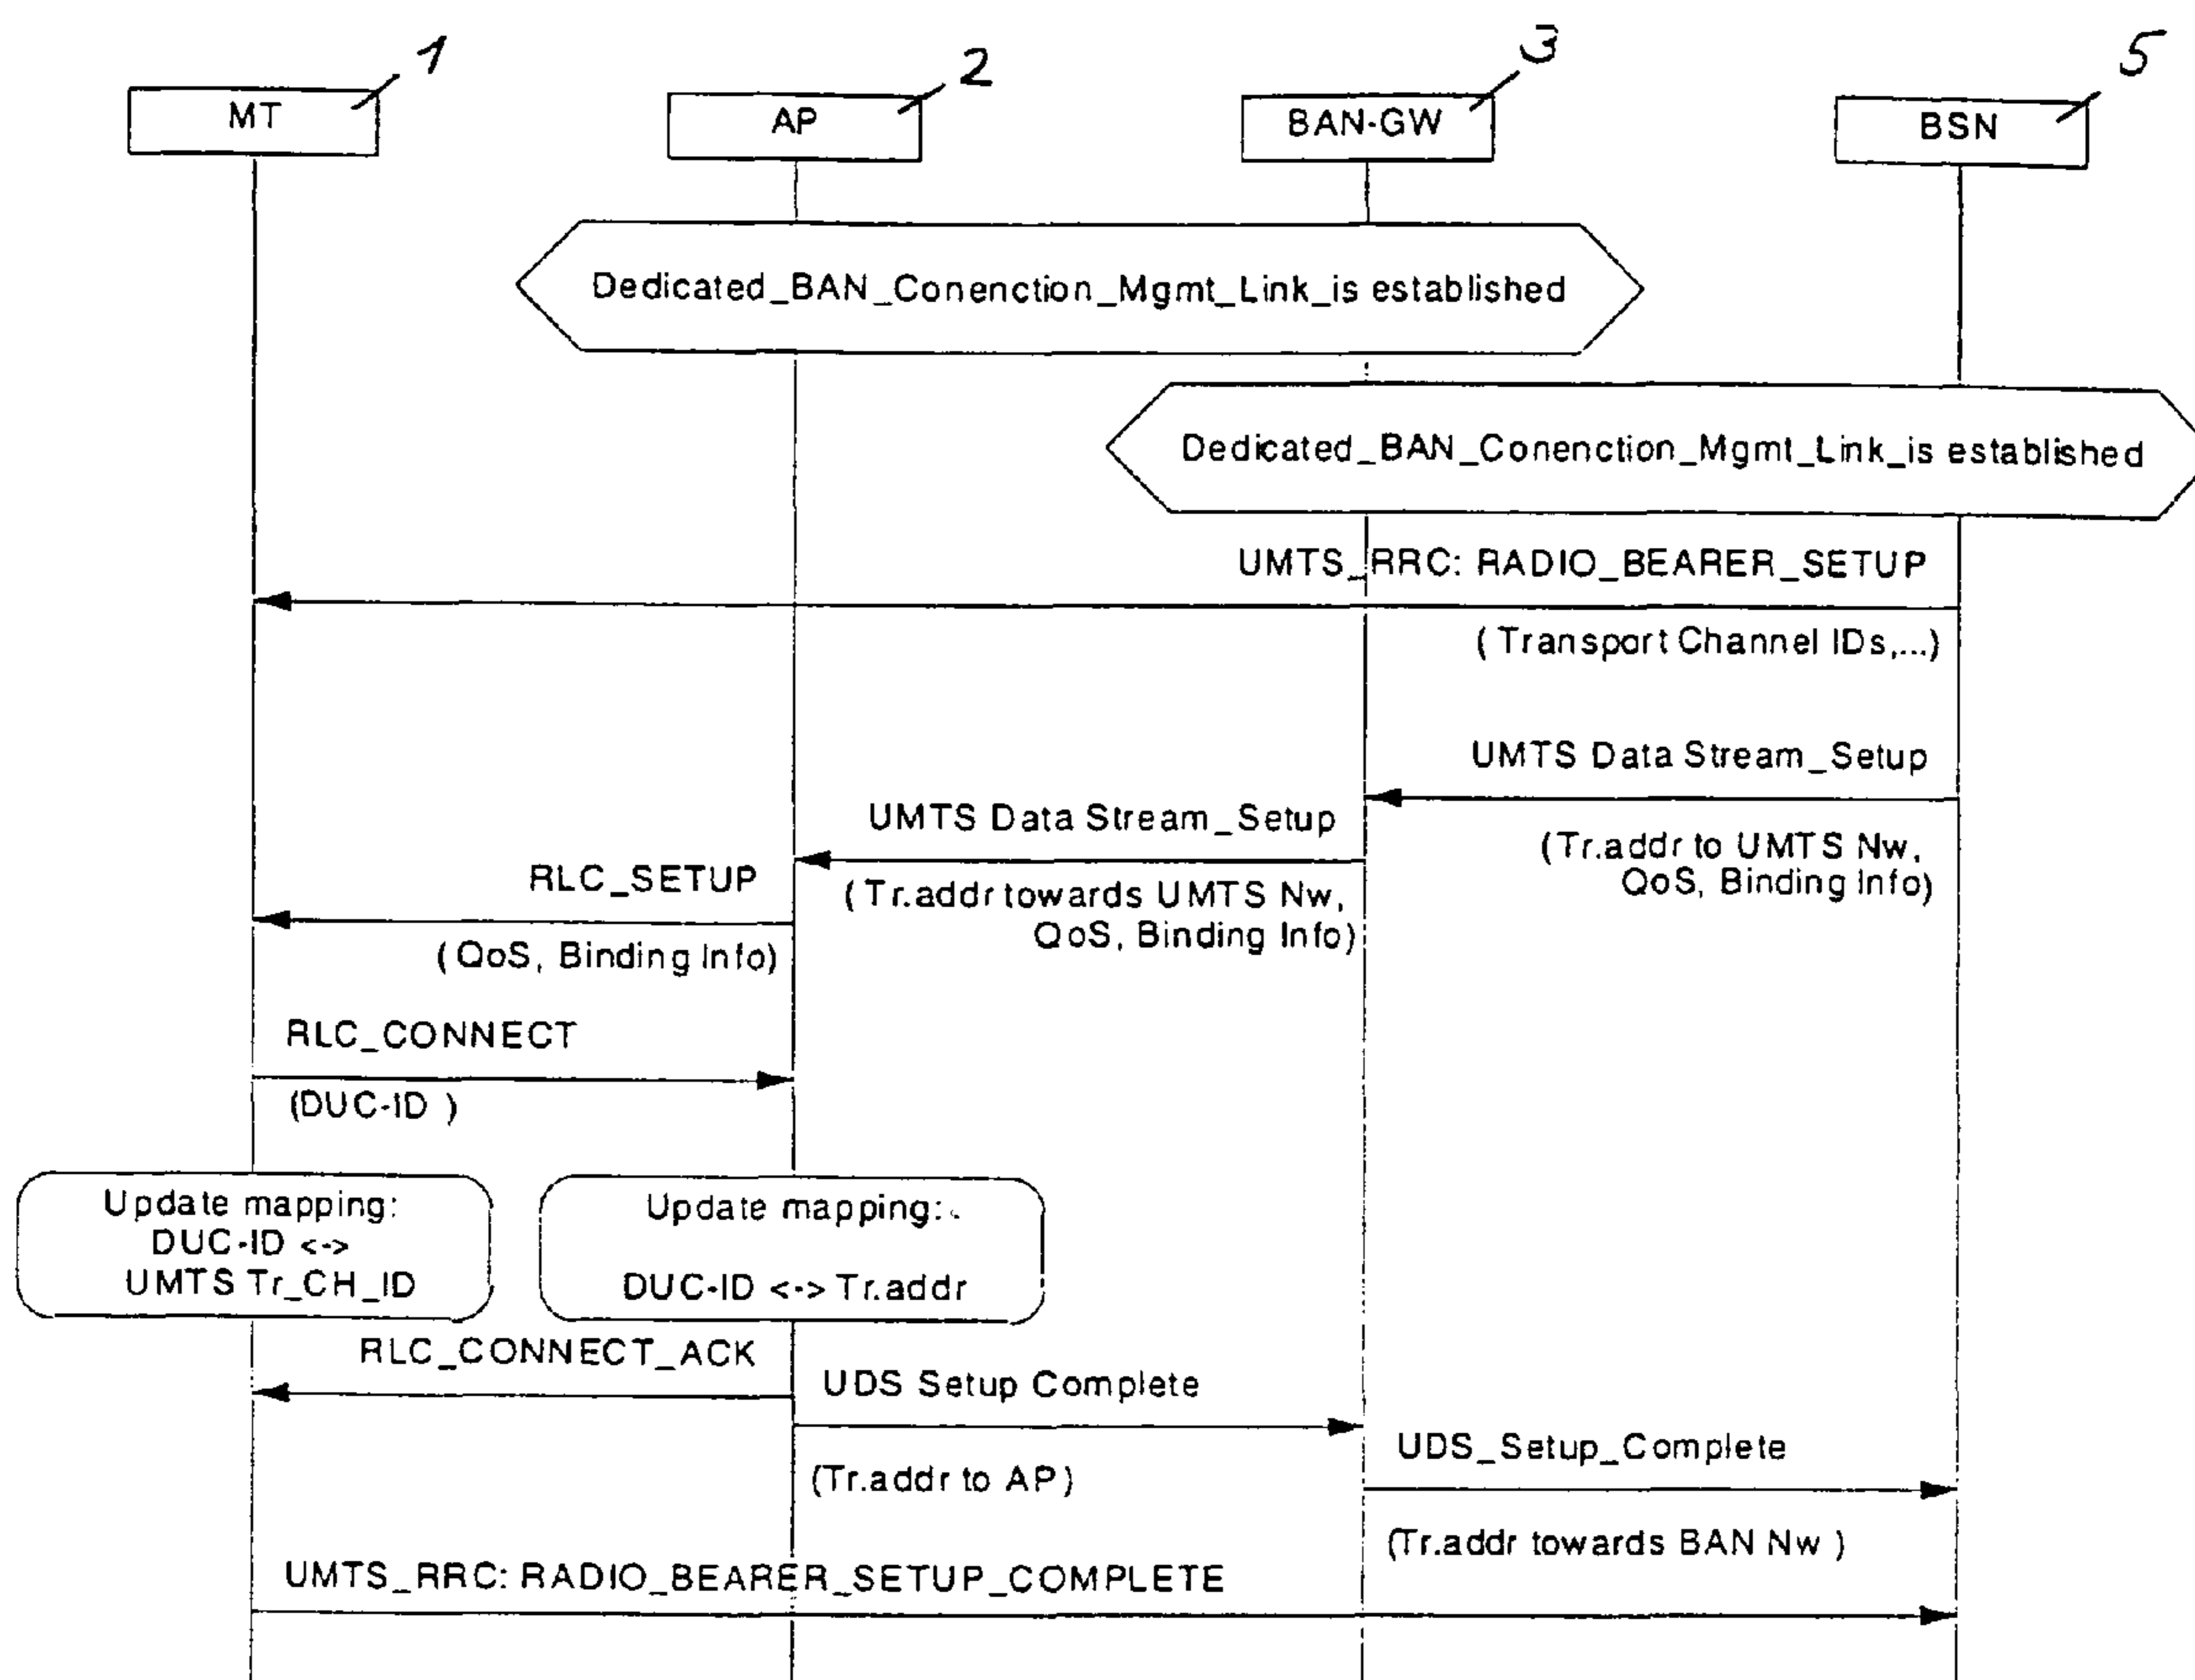 1
2
3
5
MT
AP
BAN-GW
BSN
Dedicated_BAN_Conenction_Mgmt_Link_is established
Dedicated_BAN_Conenction_Mgmt_Link_is established
UMTS_RRC: RADIO_BEARER_SETUP
(Transport Channel IDs,...)
UMTS Data Stream_Setup
(Tr.addr to UMTS Nw,
QoS, Binding Info)
UMTS Data Stream_Setup
(Tr.addr towards UMTS Nw,
QoS, Binding Info)
RLC_SETUP
(QoS, Binding Info)
RLC_CONNECT
(DUC-ID )
Update mapping:
DUC-ID <->
UMTS Tr_CH_ID
Update mapping:
DUC-ID <-> Tr.addr
RLC_CONNECT_ACK
UDS Setup Complete
(Tr.addr to AP)
UDS_Setup_Complete
(Tr.addr towards BAN Nw )
UMTS_RRC: RADIO_BEARER_SETUP_COMPLETE